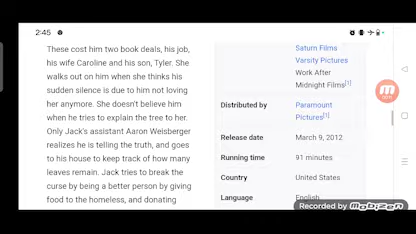 2:45
These cost him two book deals, his job,
his wife Caroline and his son, Tyler. She
walks out on him when she thinks his
sudden silence is due to him not loving
her anymore. She doesn't believe him
when he tries to explain the tree to her.
Only Jack's assistant Aaron Weisberger
realizes he is telling the truth, and goes
to his house to keep track of how many
leaves remain. Jack tries to break the
curse by being a better person by giving
food to the homeless, and donating
Saturn Films
Varsity Pictures
Work After
Midnight Films[1]
Distributed by Paramount
Pictures[1]
Release date March 9, 2012
Running time 91 minutes
Country United States
Language English
Recorded by MOBIZEN